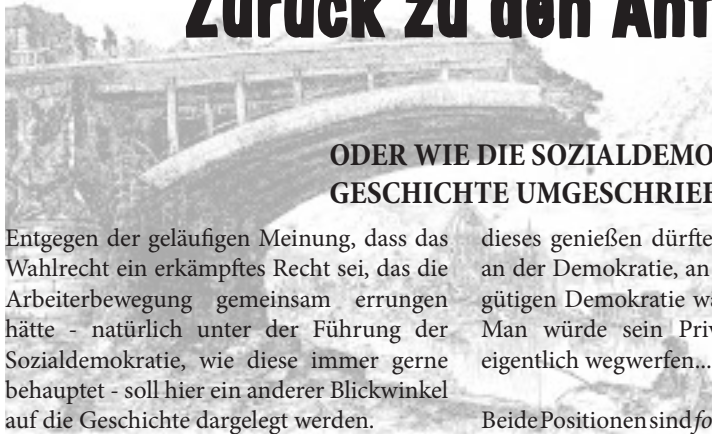 Zurück zu den Anf
ODER WIE DIE SOZIALDEMO
GESCHICHTE UMGESCHRIEB
Entgegen der geläufigen Meinung, dass das
Wahlrecht ein erkämpftes Recht sei, das die
Arbeiterbewegung gemeinsam errungen
hätte - natürlich unter der Führung der
Sozialdemokratie, wie diese immer gerne
behauptet - soll hier ein anderer Blickwinkel
auf die Geschichte dargelegt werden.
dieses genießen dürfte
an der Demokratie, an
gütigen Demokratie wä
Man würde sein Priv
eigentlich wegwerfen...
Beide Positionen sind fo